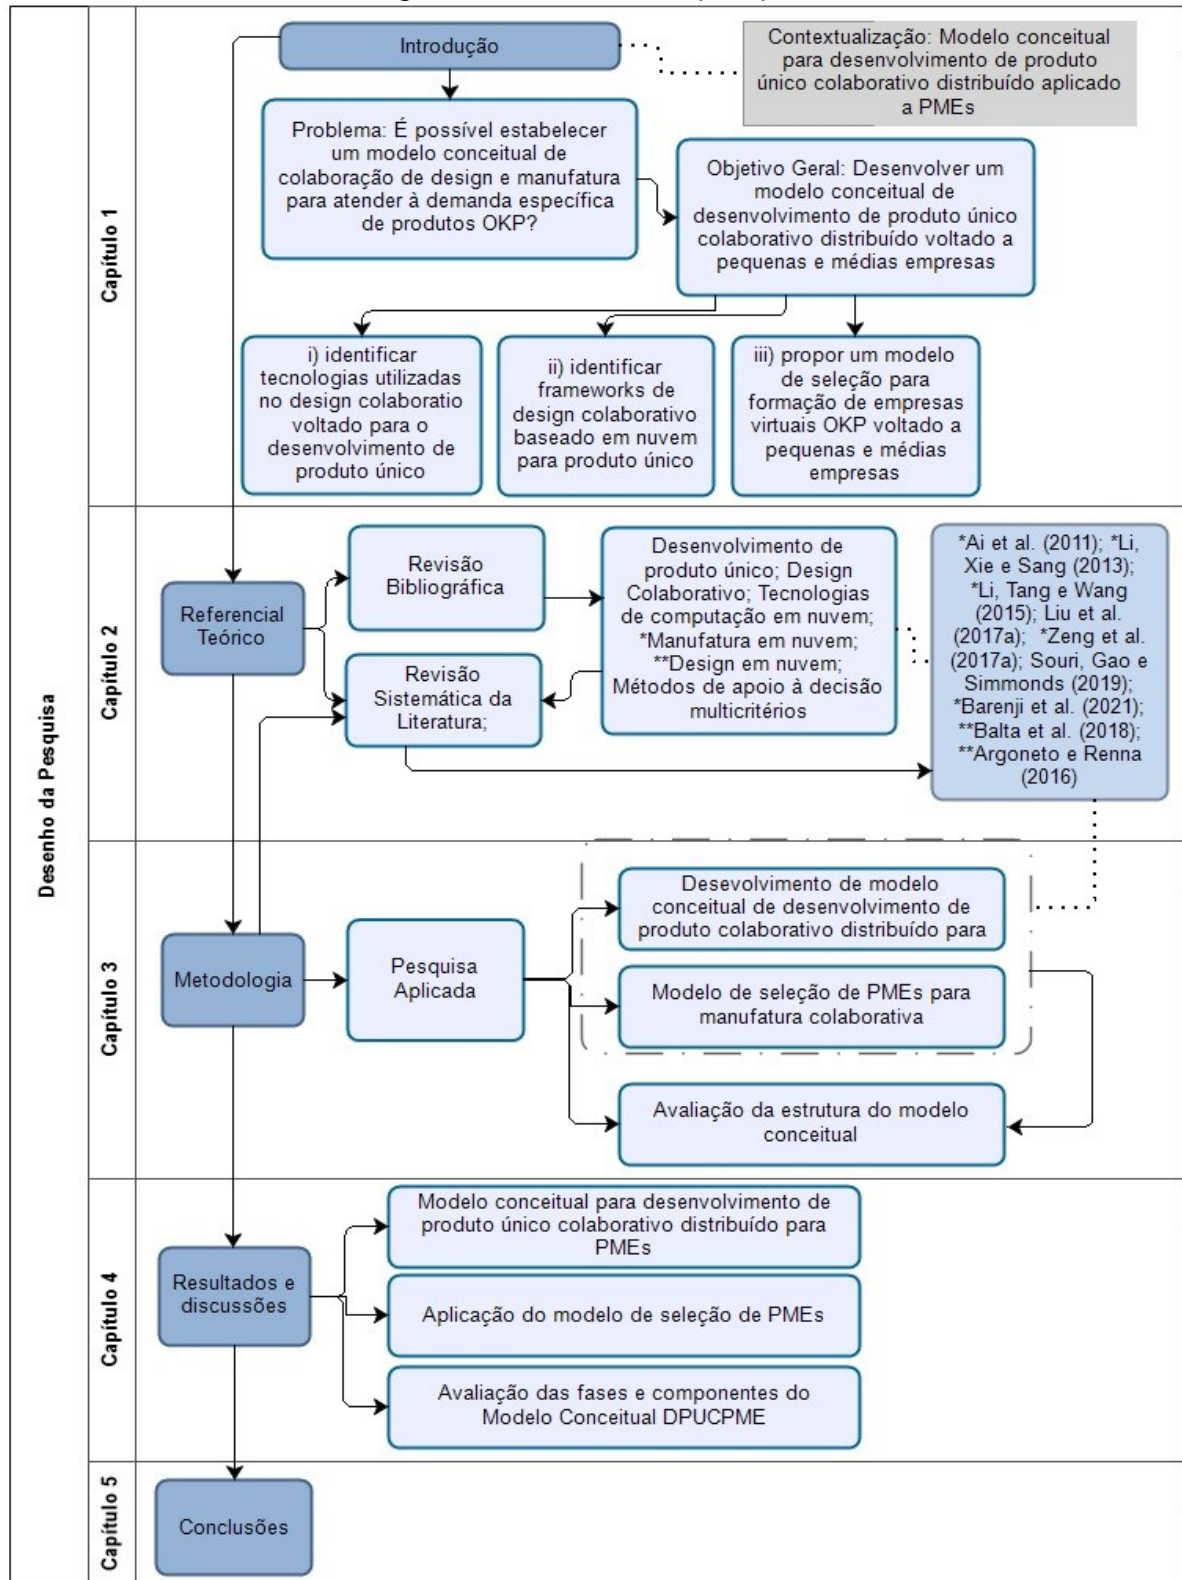 Desenho da Pesquisa
Capítulo 1
Introdução
Contextualização: Modelo conceitual
para desenvolvimento de produto
único colaborativo distribuído aplicado
a PMEs
Problema: É possível estabelecer
um modelo conceitual de
colaboração de design e manufatura
para atender à demanda específica
de produtos OKP?
Objetivo Geral: Desenvolver um
modelo conceitual de
desenvolvimento de produto único
colaborativo distribuído voltado a
pequenas e médias empresas
i) identificar
tecnologias utilizadas
no design colaboratio
voltado para o
desenvolvimento de
produto único
ii) identificar
frameworks de
design colaborativo
baseado em nuvem
para produto único
iii) propor um modelo
de seleção para
formação de empresas
virtuais OKP voltado a
pequenas e médias
empresas
Capítulo 2
Referencial
Teórico
Revisão
Bibliográfica
Revisão
Sistemática da
Literatura;
Desenvolvimento de
produto único; Design
Colaborativo; Tecnologias
de computação em nuvem;
*Manufatura em nuvem;
**Design em nuvem;
Métodos de apoio à decisão
multicritérios
*Ai et al. (2011); *Li,
Xie e Sang (2013);
*Li, Tang e Wang
(2015); Liu et al.
(2017a); *Zeng et al.
(2017a); Souri, Gao e
Simmonds (2019);
*Barenji et al. (2021);
**Balta et al. (2018);
**Argoneto e Renna
(2016)
Capítulo 3
Metodologia
Pesquisa
Aplicada
Desevolvimento de modelo
conceitual de desenvolvimento de
produto colaborativo distribuído para
Modelo de seleção de PMEs para
manufatura colaborativa
Avaliação da estrutura do modelo
conceitual
Capítulo 4
Resultados e
discussões
Modelo conceitual para desenvolvimento de
produto único colaborativo distribuído para
PMEs
Aplicação do modelo de seleção de PMEs
Avaliação das fases e componentes do
Modelo Conceitual DPUCPME
Capítulo 5
Conclusões